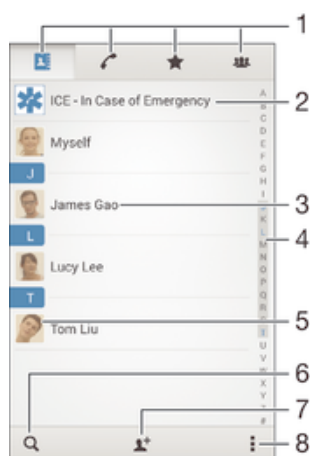 1
ICE - In Case of Emergency
2
Myself
J
James Gao
3
L
Lucy Lee
4
T
Tom Liu
5
6
7
8
A
B
C
D
E
F
G
H
I
K
L
M
N
O
P
Q
R
T
U
V
W
X
Y
#